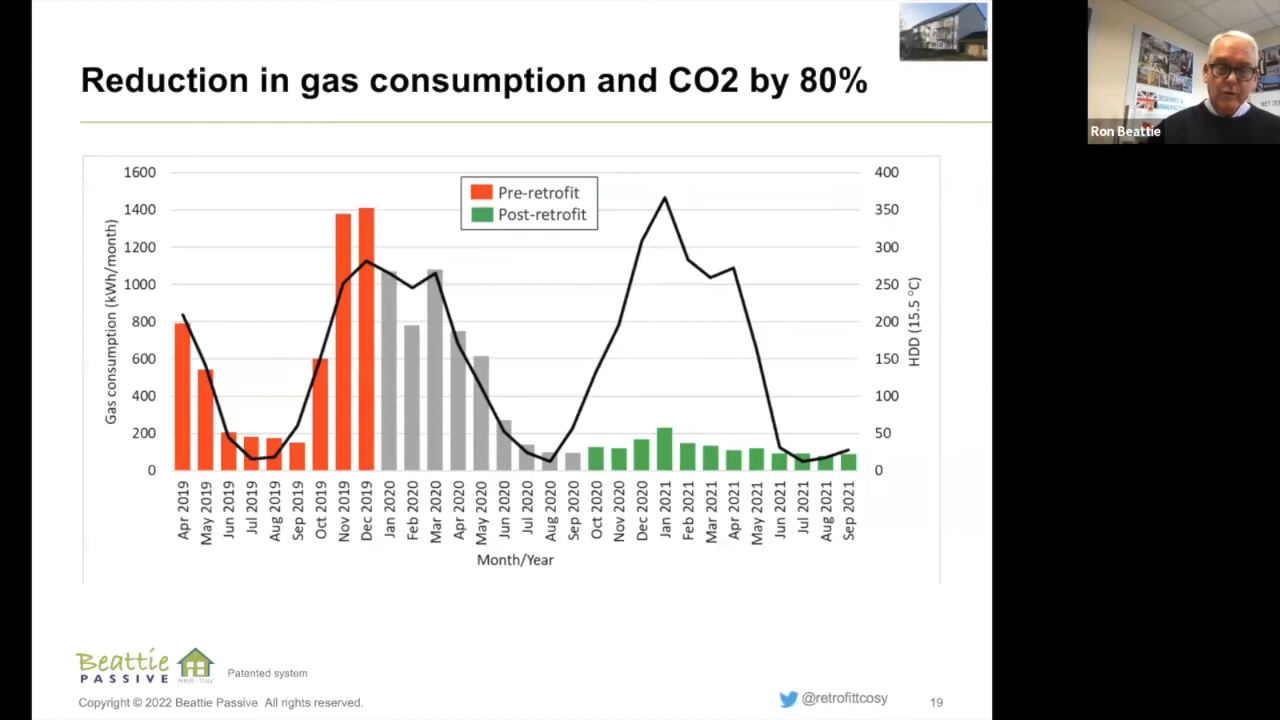 Reduction in gas consumption and CO2 by 80%
Ron Beattie
Pre-retrofit
Post-retrofit
Gas consumption (kWh/month)
1600
1400
1200
1000
800
600
400
200
0
400
350
300
250
200
150
100
50
0
HDD (15.5 °C)
Apr 2019
May 2019
Jun 2019
Jul 2019
Aug 2019
Sep 2019
Oct 2019
Nov 2019
Dec 2019
Jan 2020
Feb 2020
Mar 2020
Apr 2020
May 2020
Jun 2020
Jul 2020
Aug 2020
Sep 2020
Oct 2020
Nov 2020
Dec 2020
Jan 2021
Feb 2021
Mar 2021
Apr 2021
May 2021
Jun 2021
Jul 2021
Aug 2021
Sep 2021
Month/Year
Beattie
PASSIVE
Patented system
Copyright © 2022 Beattie Passive All rights reserved.
@retrofittcosy
19